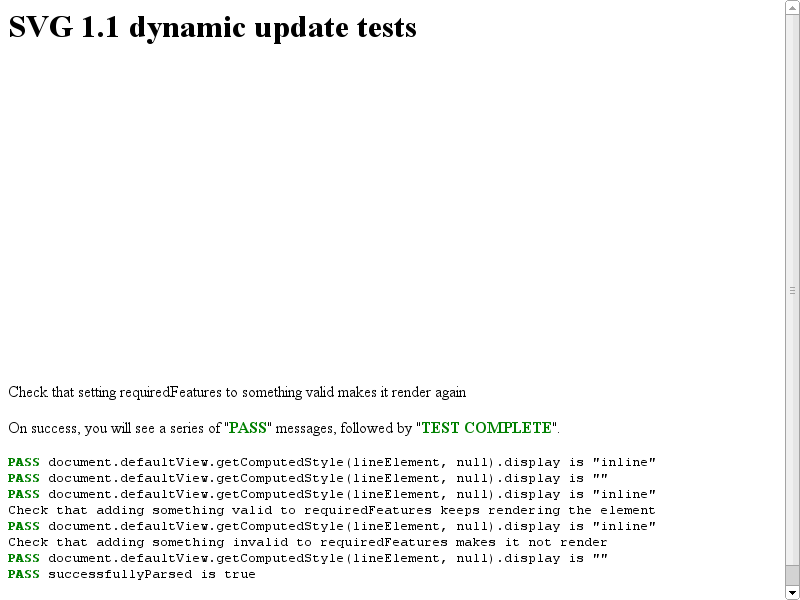 SVG 1.1 dynamic update tests
Check that setting requiredFeatures to something valid makes it render again
On success, you will see a series of "PASS" messages, followed by "TEST COMPLETE".
PASS document.defaultView.getComputedStyle(lineElement, null).display is "inline"
PASS document.defaultView.getComputedStyle(lineElement, null).display is ""
PASS document.defaultView.getComputedStyle(lineElement, null).display is "inline"
Check that adding something valid to requiredFeatures keeps rendering the element
PASS document.defaultView.getComputedStyle(lineElement, null).display is "inline"
Check that adding something invalid to requiredFeatures makes it not render
PASS document.defaultView.getComputedStyle(lineElement, null).display is ""
PASS successfullyParsed is true